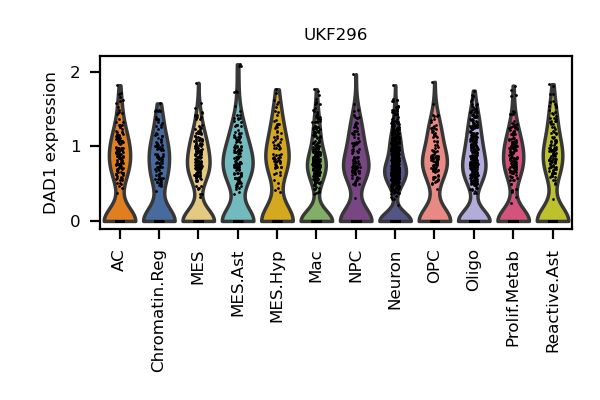 UKF296
DAD1 expression
2
1
0
AC
Chromatin.Reg
MES
MES.Ast
MES.Hyp
Mac
NPC
Neuron
OPC
Oligo
Prolif.Metab
Reactive.Ast